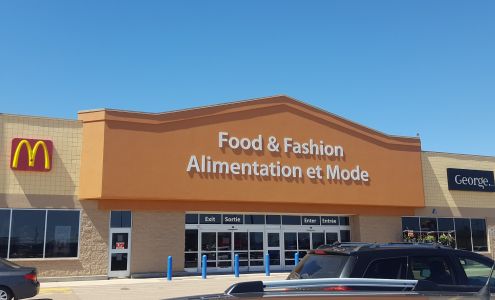 Food & Fashion
Alimentation et Mode
M
George.
Exit Sortie
Enter Entrée